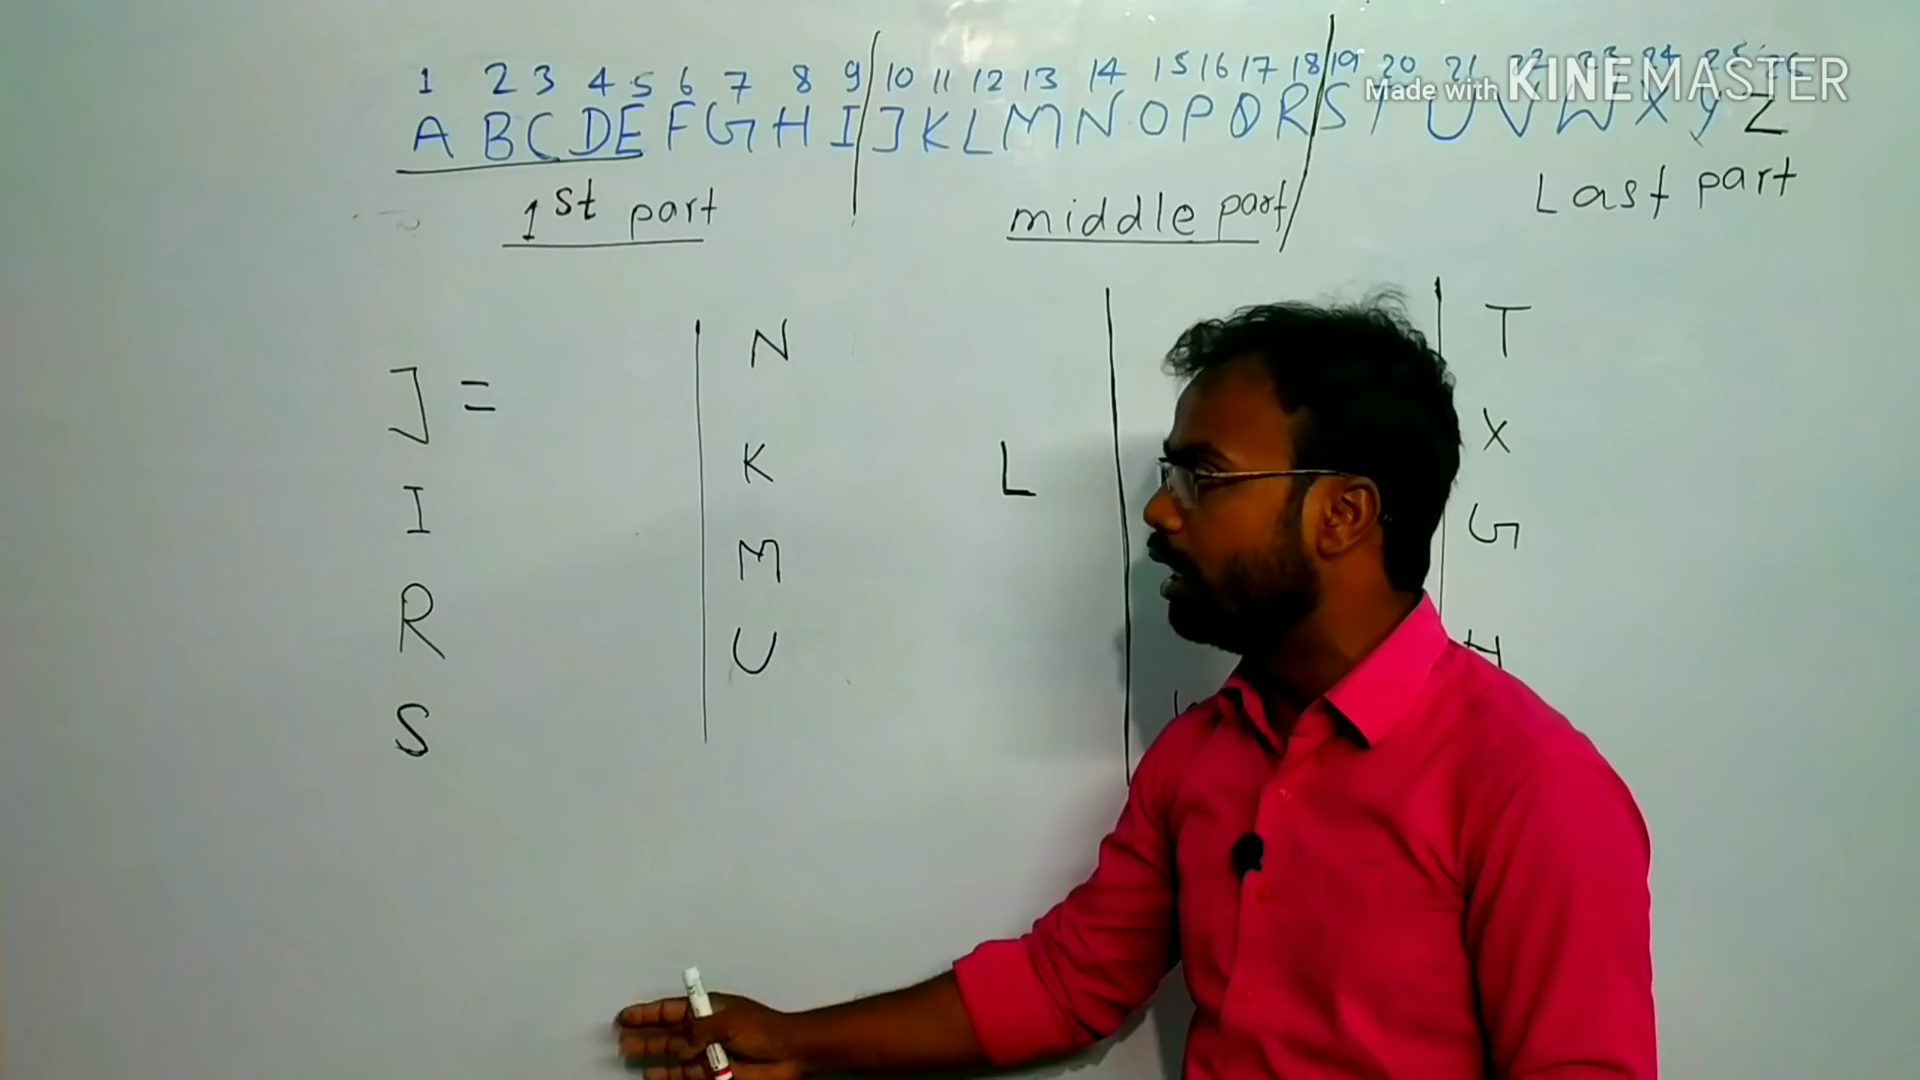 1 2 3 4 5 6 7 8 9 10 11 12 13 14 15 16 17 18 19 20 21
A B C D E F G H I J K L M N O P Q R S U V W X Y Z
Made with KINEMASTER
1st part middle part Last part
J = N T
K L X
I M G
R U H
S